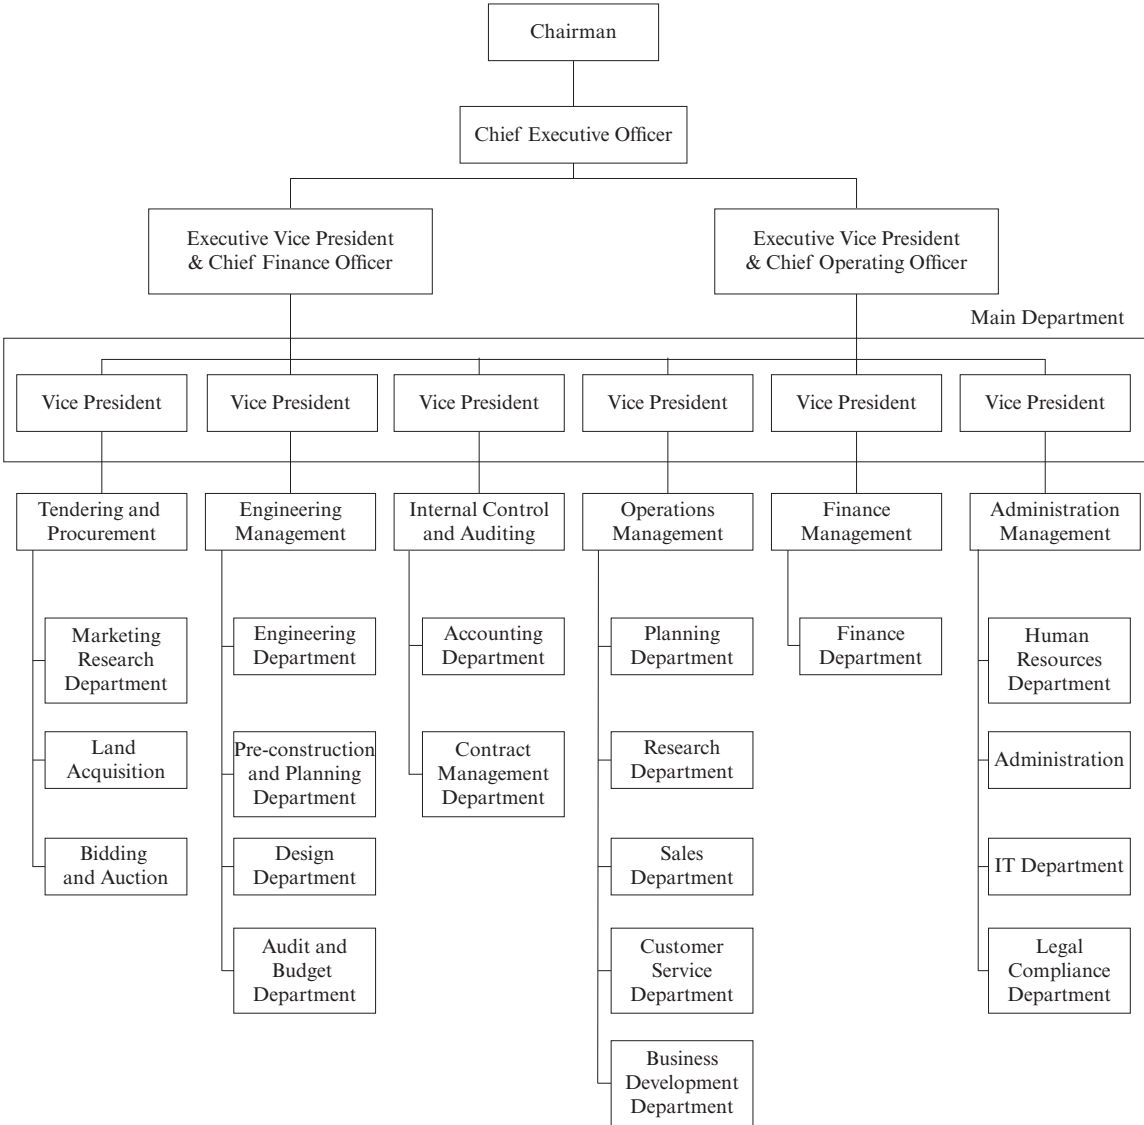 Chairman
Chief Executive Officer
Executive Vice President
& Chief Finance Officer
Executive Vice President
& Chief Operating Officer
Main Department
Vice President
Vice President
Vice President
Vice President
Vice President
Vice President
Tendering and
Procurement
Engineering
Management
Internal Control
and Auditing
Operations
Management
Finance
Management
Administration
Management
Marketing
Research
Department
Engineering
Department
Accounting
Department
Planning
Department
Finance
Department
Human
Resources
Department
Land
Acquisition
Pre-construction
and Planning
Department
Contract
Management
Department
Research
Department
Administration
Bidding
and Auction
Design
Department
Sales
Department
IT Department
Audit and
Budget
Department
Customer
Service
Department
Legal
Compliance
Department
Business
Development
Department